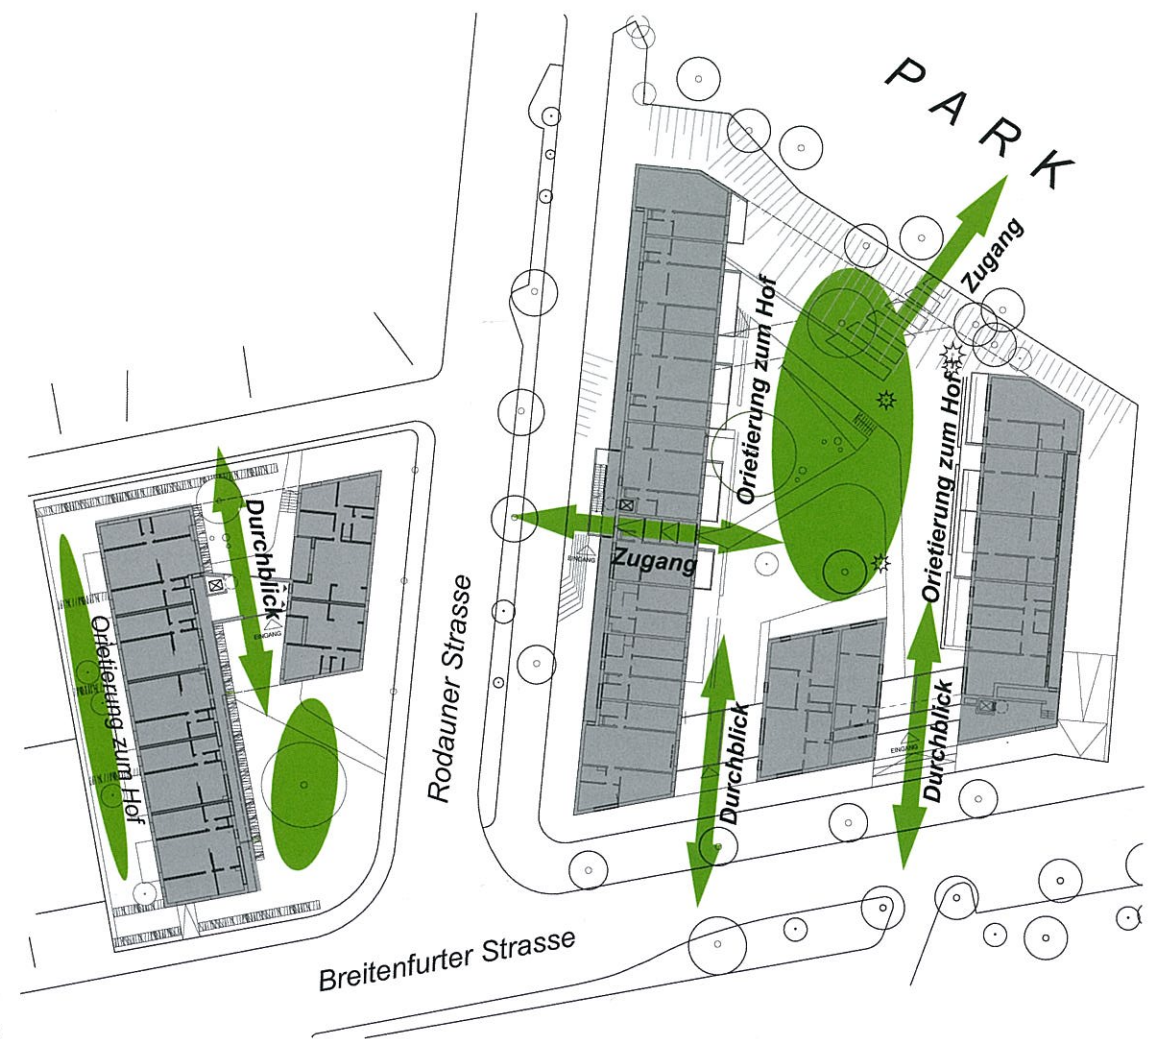 PARK
Zugang
Orietierung zum Hof
Orietierung zum Hof
Durchblick
EINGANG
Zugang
EINGANG
Orietierung zum Hof
Rodauner Strasse
Durchblick
EINGANG
Durchblick
Breitenfurter Strasse